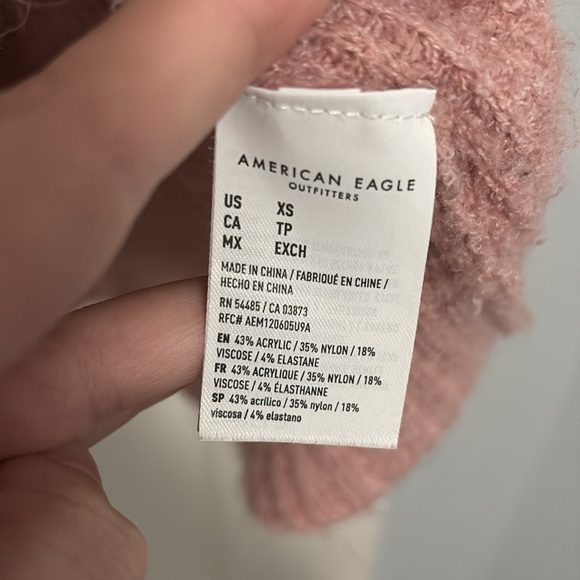 AMERICAN EAGLE
OUTFITTERS
US XS
CA TP
MX EXCH
MADE IN CHINA / FABRIQUÉ EN CHINE /
HECHO EN CHINA
RN 54485 / CA 03873
RFC# AEM120605U9A
EN 43% ACRYLIC / 35% NYLON / 18%
VISCOSE / 4% ELASTANE
FR 43% ACRYLIQUE / 35% NYLON / 18%
VISCOSE / 4% ÉLASTHANNE
SP 43% acrílico / 35% nylon / 18%
viscosa / 4% elastano